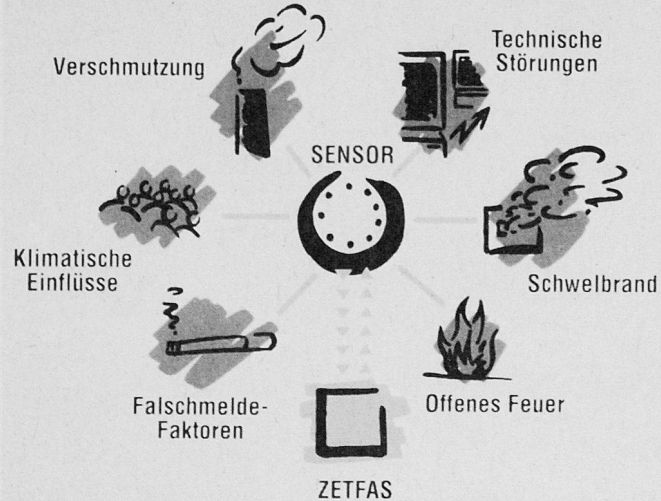 Verschmutzung
Technische
Störungen
SENSOR
Klimatische
Einflüsse
Schwelbrand
Falschmelde-
Faktoren
Offenes Feuer
ZETFAS